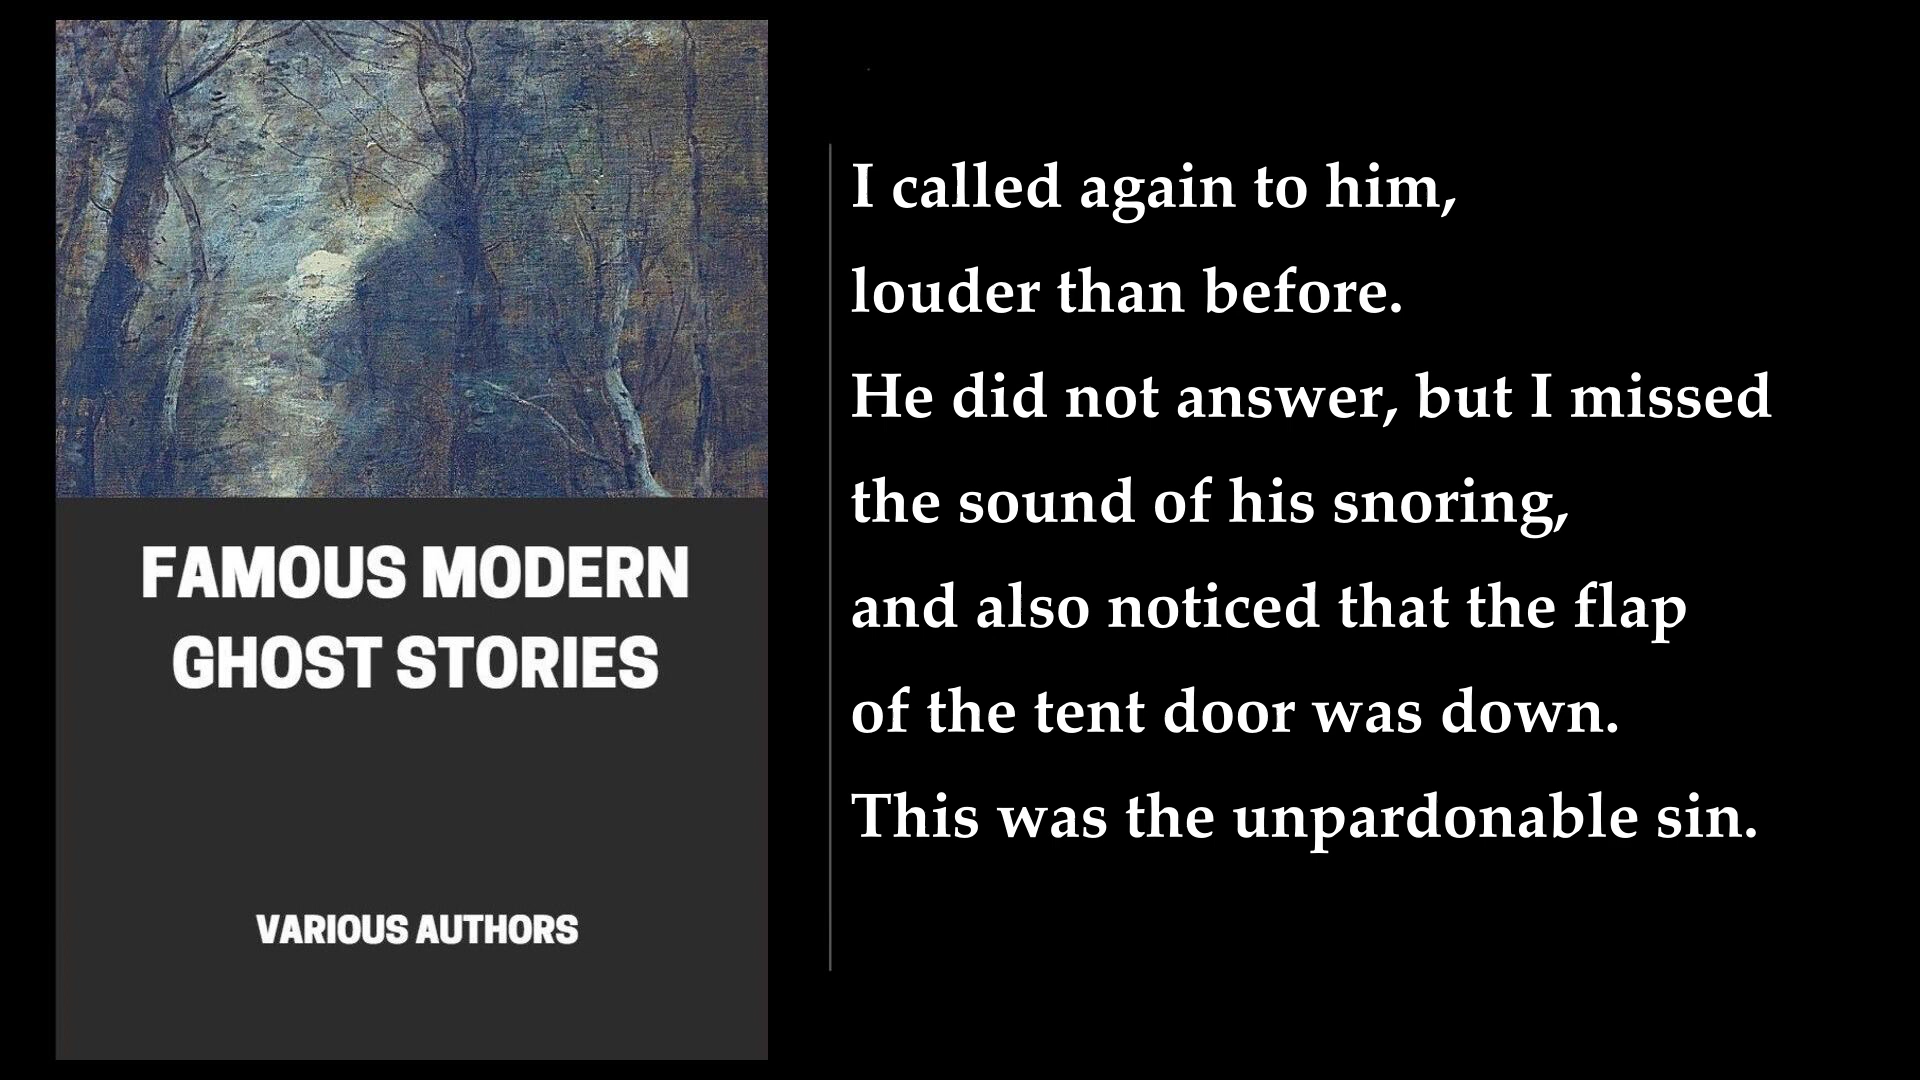 FAMOUS MODERN
GHOST STORIES
VARIOUS AUTHORS
I called again to him,
louder than before.
He did not answer, but I missed
the sound of his snoring,
and also noticed that the flap
of the tent door was down.
This was the unpardonable sin.